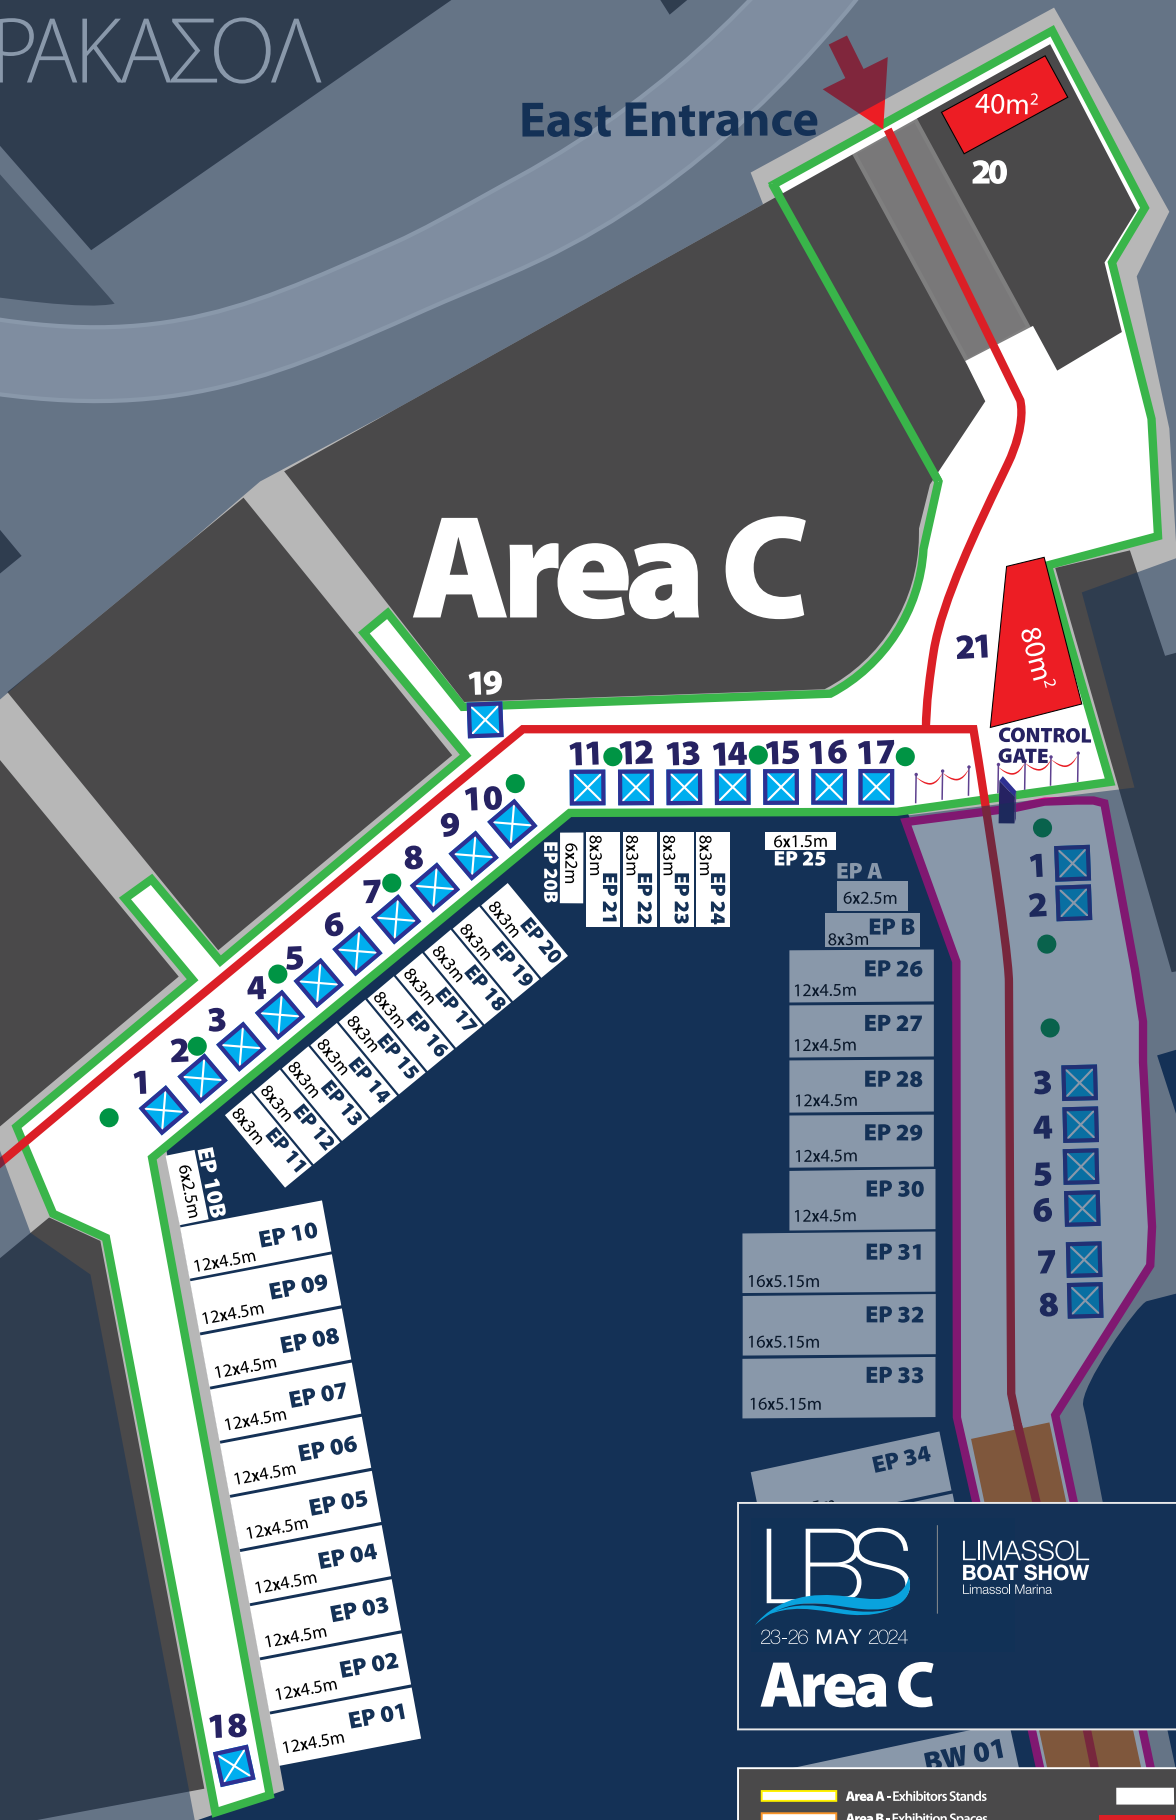 ΡΑΚΑΣΟΛ
East Entrance
40m²
20
Area C
19
21
80m²
CONTROL
GATE
11 12 13 14 15 16 17
10
9
8
7
6
5
4
3
2
1
EP 20B
6x2m
8x3m
EP 21
8x3m
EP 22
8x3m
EP 23
8x3m
EP 24
6x1.5m
EP 25
EP A
6x2.5m
EP B
8x3m
EP 26
12x4.5m
EP 27
12x4.5m
EP 28
12x4.5m
EP 29
12x4.5m
EP 30
12x4.5m
EP 31
16x5.15m
EP 32
16x5.15m
EP 33
16x5.15m
EP 34
1
2
3
4
5
6
7
8
8x3m
EP 20
8x3m
EP 19
8x3m
EP 18
8x3m
EP 17
8x3m
EP 16
8x3m
EP 15
8x3m
EP 14
8x3m
EP 13
8x3m
EP 12
8x3m
EP 11
EP 10B
6x2.5m
EP 10
12x4.5m
EP 09
12x4.5m
EP 08
12x4.5m
EP 07
12x4.5m
EP 06
12x4.5m
EP 05
12x4.5m
EP 04
12x4.5m
EP 03
12x4.5m
EP 02
12x4.5m
EP 01
12x4.5m
18
LBS
LIMASSOL
BOAT SHOW
Limassol Marina
23-26 MAY 2024
Area C
BW 01
Area A - Exhibitors Stands
Area B - Exhibition Spaces